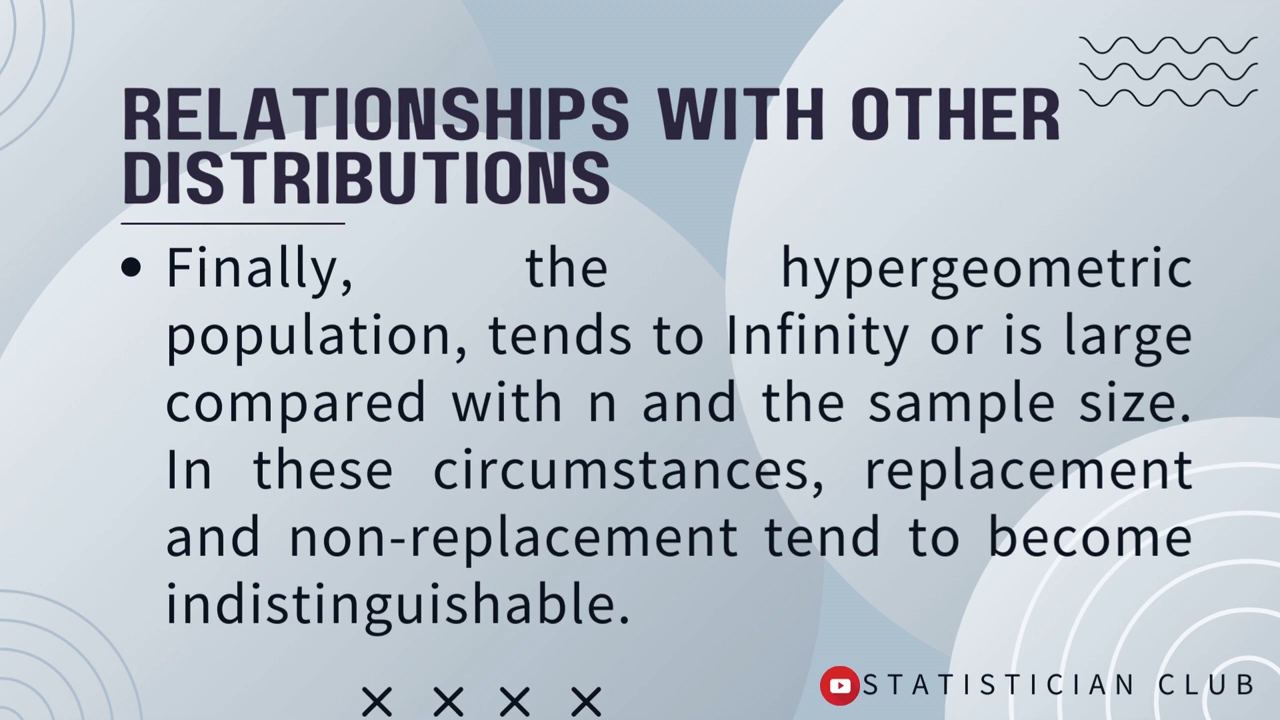 RELATIONSHIPS WITH OTHER
DISTRIBUTIONS
• Finally, the hypergeometric
population, tends to Infinity or is large
compared with n and the sample size.
In these circumstances, replacement
and non-replacement tend to become
indistinguishable.
STATISTICIAN CLUB